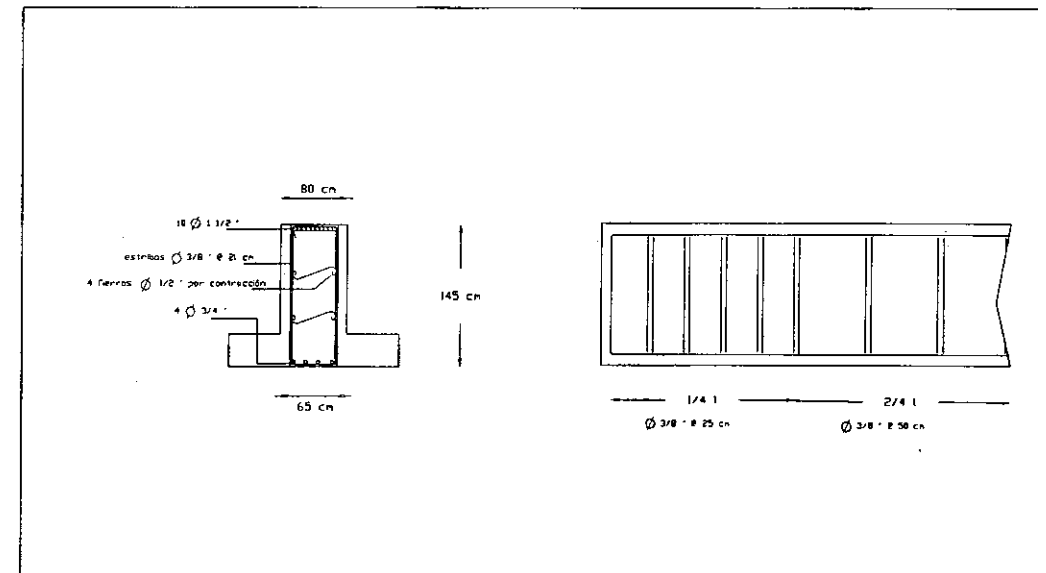 80 cm
10 Ø 1 1/2 "
estribos Ø 3/8 " @ 21 cm
4 fierros Ø 1/2 " por contracción
4 Ø 3/4 "
145 cm
65 cm
1/4 l
2/4 l
Ø 3/8 " @ 25 cm
Ø 3/8 " @ 50 cm